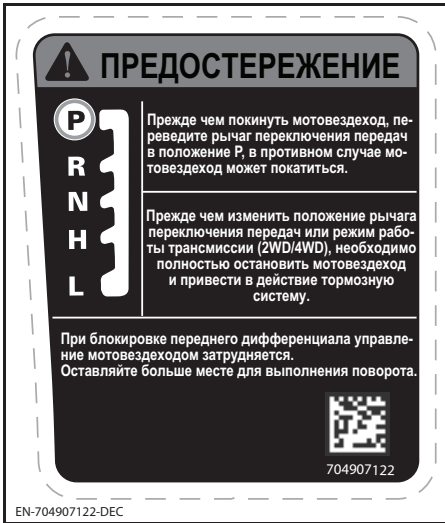 ПРЕДОСТЕРЕЖЕНИЕ
P
R
N
H
L
Прежде чем покинуть мотовездеход, пе-
реведите рычаг переключения передач
в положение P, в противном случае мо-
товездеход может покатиться.
Прежде чем изменить положение рычага
переключения передач или режим рабо-
ты трансмиссии (2WD/4WD), необходимо
полностью остановить мотовездеход
и привести в действие тормозную
систему.
При блокировке переднего дифференциала управле-
ние мотовездеходом затрудняется.
Оставляйте больше месте для выполнения поворота.
704907122
EN-704907122-DEC